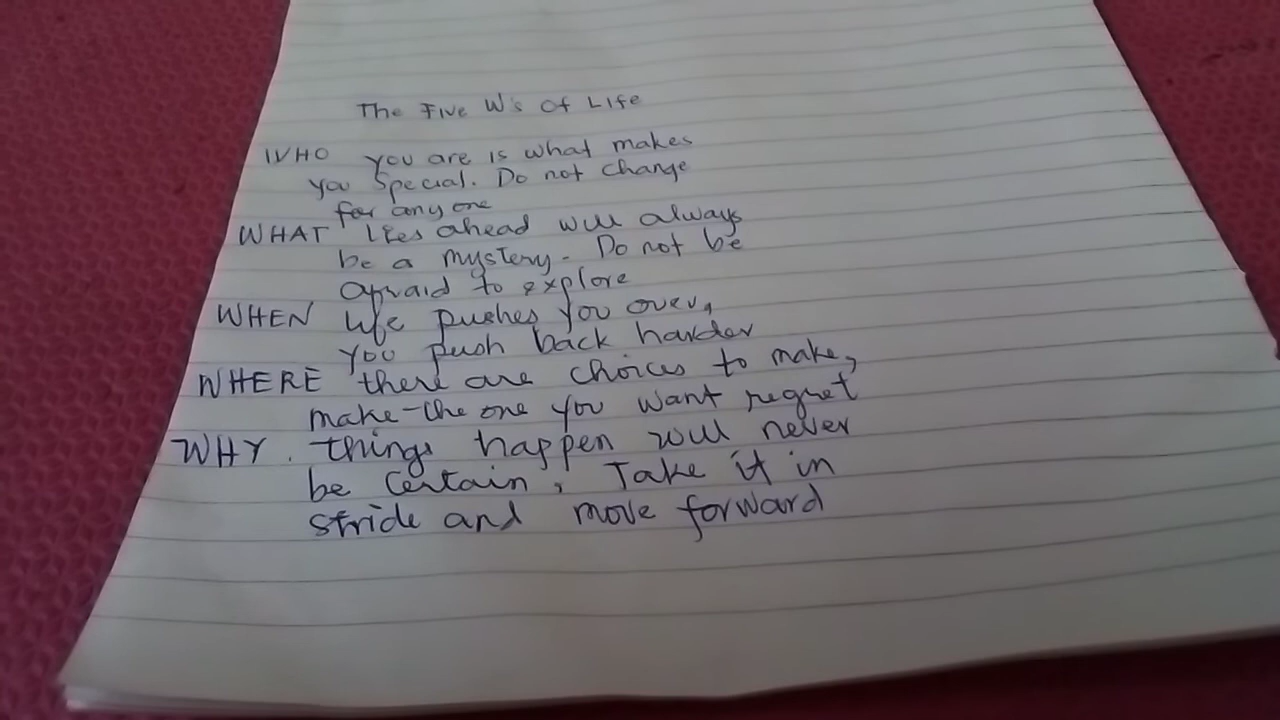 The Five W's Of Life
WHO you are is what makes
you special. Do not change
for anyone
WHAT lies ahead will always
be a mystery. Do not be
afraid to explore
WHEN life pushes you over,
you push back harder
WHERE there are choices to make,
make the one you want regret
WHY. things happen will never
be certain, Take it in
stride and move forward